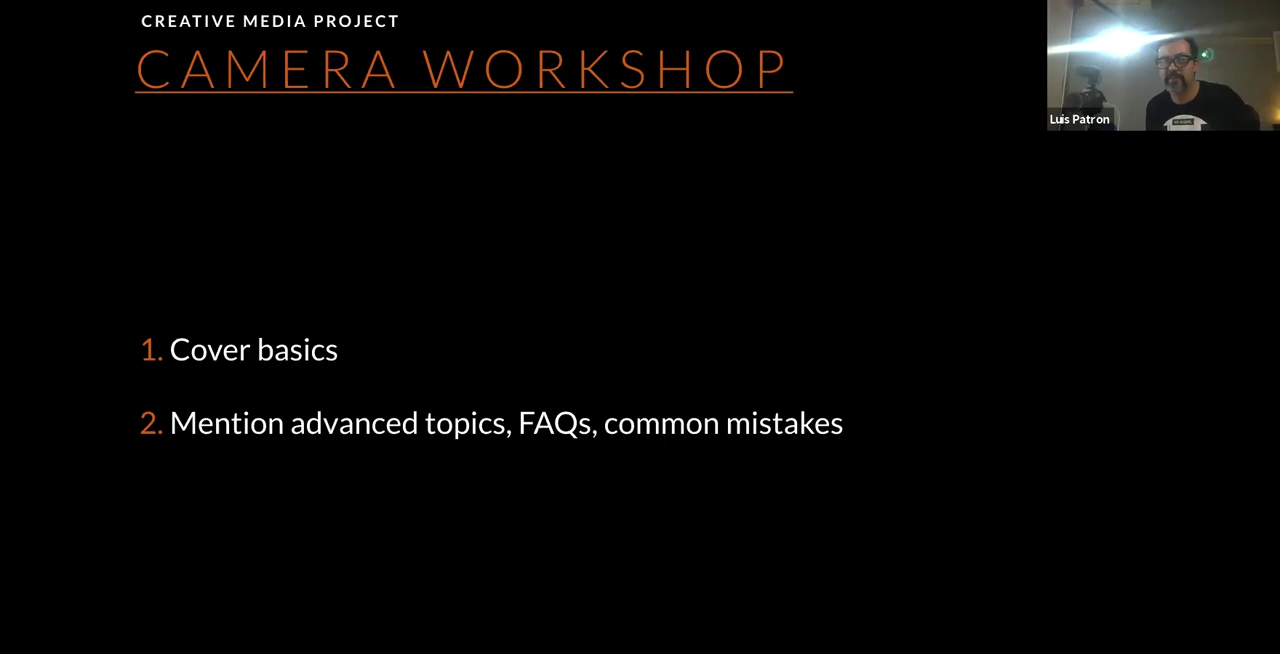 CREATIVE MEDIA PROJECT
CAMERA WORKSHOP
Luis Patron
1. Cover basics
2. Mention advanced topics, FAQs, common mistakes